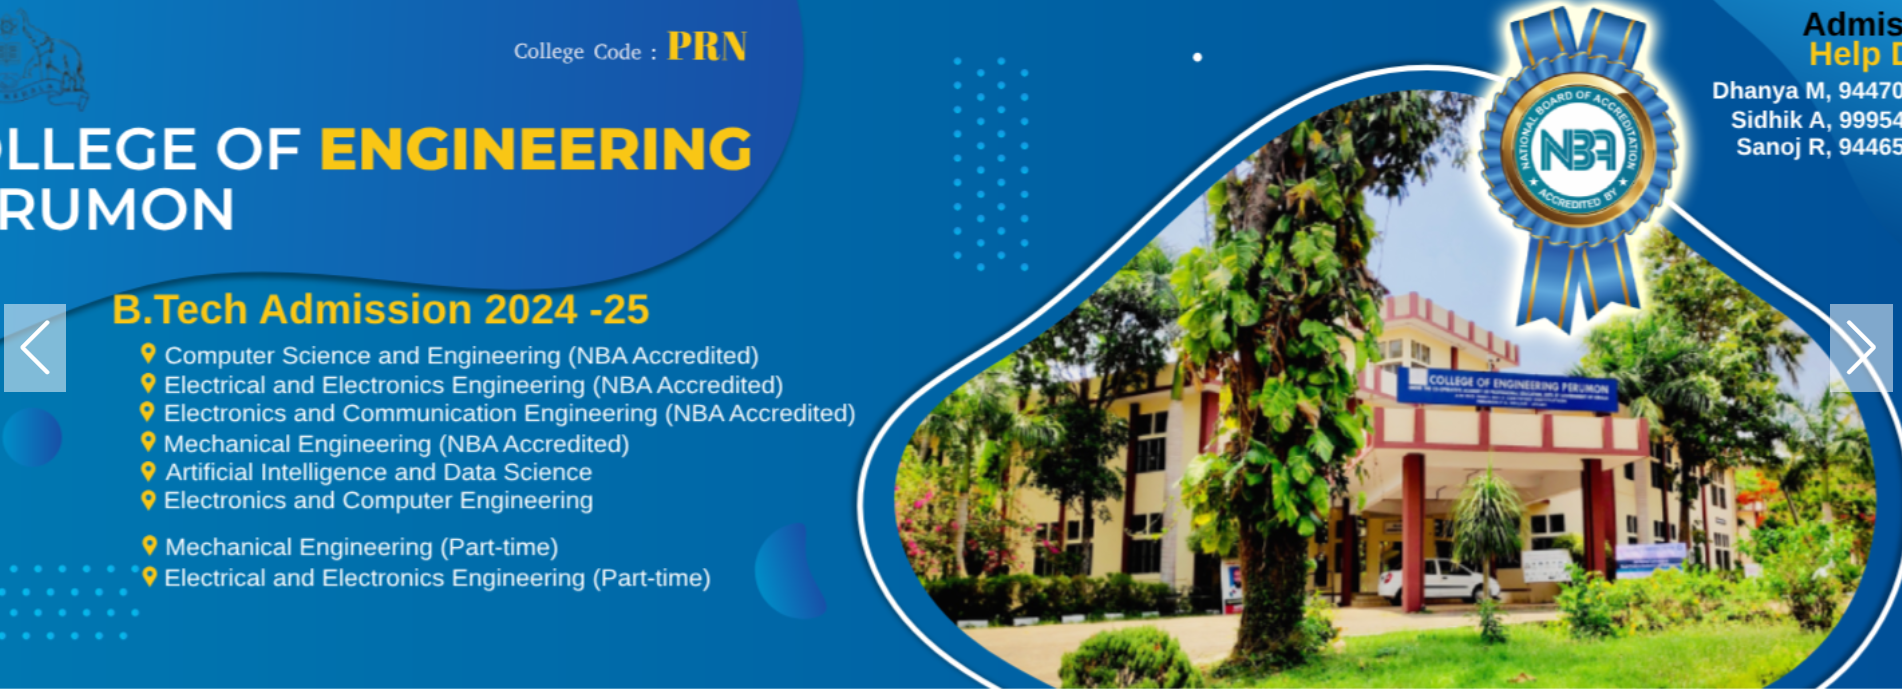 College Code : PRN
OLLEGE OF ENGINEERING
RUMON
B.Tech Admission 2024 -25
Computer Science and Engineering (NBA Accredited)
Electrical and Electronics Engineering (NBA Accredited)
Electronics and Communication Engineering (NBA Accredited)
Mechanical Engineering (NBA Accredited)
Artificial Intelligence and Data Science
Electronics and Computer Engineering
Mechanical Engineering (Part-time)
Electrical and Electronics Engineering (Part-time)
NATIONAL BOARD OF ACCREDITATION
NBA
ACCREDITED BY
Admis
Help D
Dhanya M, 94470
Sidhik A, 99954
Sanoj R, 94465
COLLEGE OF ENGINEERING PERUMON